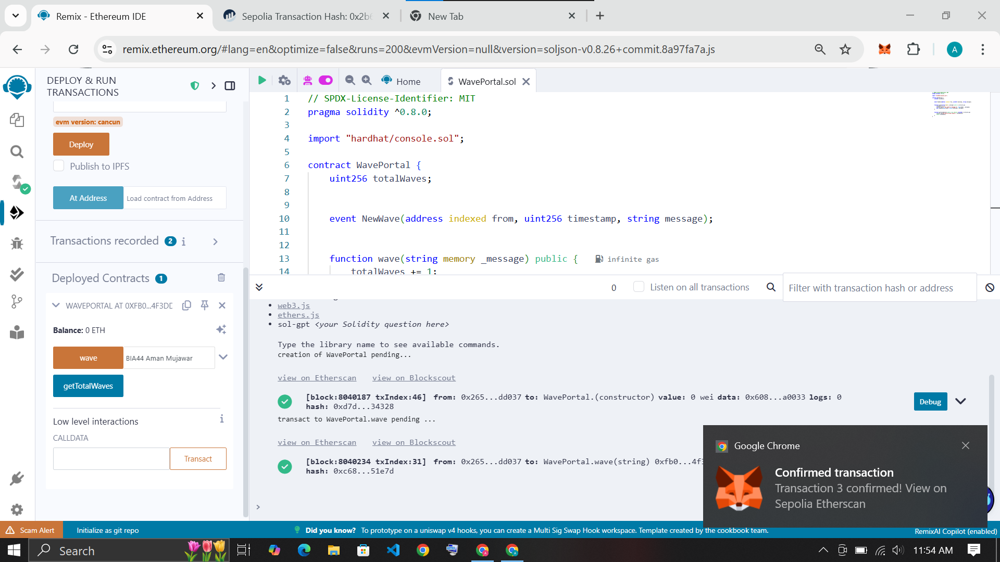 Remix - Ethereum IDE
Sepolia Transaction Hash: 0x2b
New Tab
remix.ethereum.org/#lang=en&optimize=false&runs=200&evmVersion=null&version=soljson-v0.8.26+commit.8a97fa7a.js
A
DEPLOY & RUN
TRANSACTIONS
evm version: cancun
Deploy
Publish to IPFS
At Address
Load contract from Address
Transactions recorded 2 i
Deployed Contracts 1
WAVEPORTAL AT 0XFB0...4F3DD
Balance: 0 ETH
wave
BIA44 Aman Mujawar
getTotalWaves
Low level interactions
i
CALLDATA
Transact
Home
WavePortal.sol
1 // SPDX-License-Identifier: MIT
2 pragma solidity ^0.8.0;
3
4 import "hardhat/console.sol";
5
6 contract WavePortal {
7 uint256 totalWaves;
8
9
10 event NewWave(address indexed from, uint256 timestamp, string message);
11
12
13 function wave(string memory _message) public { infinite gas
14 totalWaves += 1;
0
Listen on all transactions
Filter with transaction hash or address
• web3.js
• ethers.js
• sol-gpt <your Solidity question here>
Type the library name to see available commands.
creation of WavePortal pending...
view on Etherscan view on Blockscout
[block:8040187 txIndex:46] from: 0x265...dd037 to: WavePortal.(constructor) value: 0 wei data: 0x608...a0033 logs: 0
hash: 0xd7d...34328
Debug
transact to WavePortal.wave pending ...
view on Etherscan view on Blockscout
[block:8040234 txIndex:31] from: 0x265...dd037 to: WavePortal.wave(string) 0xfb0...4f3
hash: 0xc68...51e7d
>
Google Chrome
Confirmed transaction
Transaction 3 confirmed! View on
Sepolia Etherscan
Scam Alert
Initialize as git repo
Did you know? To prototype on a uniswap v4 hooks, you can create a Multi Sig Swap Hook workspace. Template created by the cookbook team.
RemixAI Copilot (enabled)
Search
11:54 AM